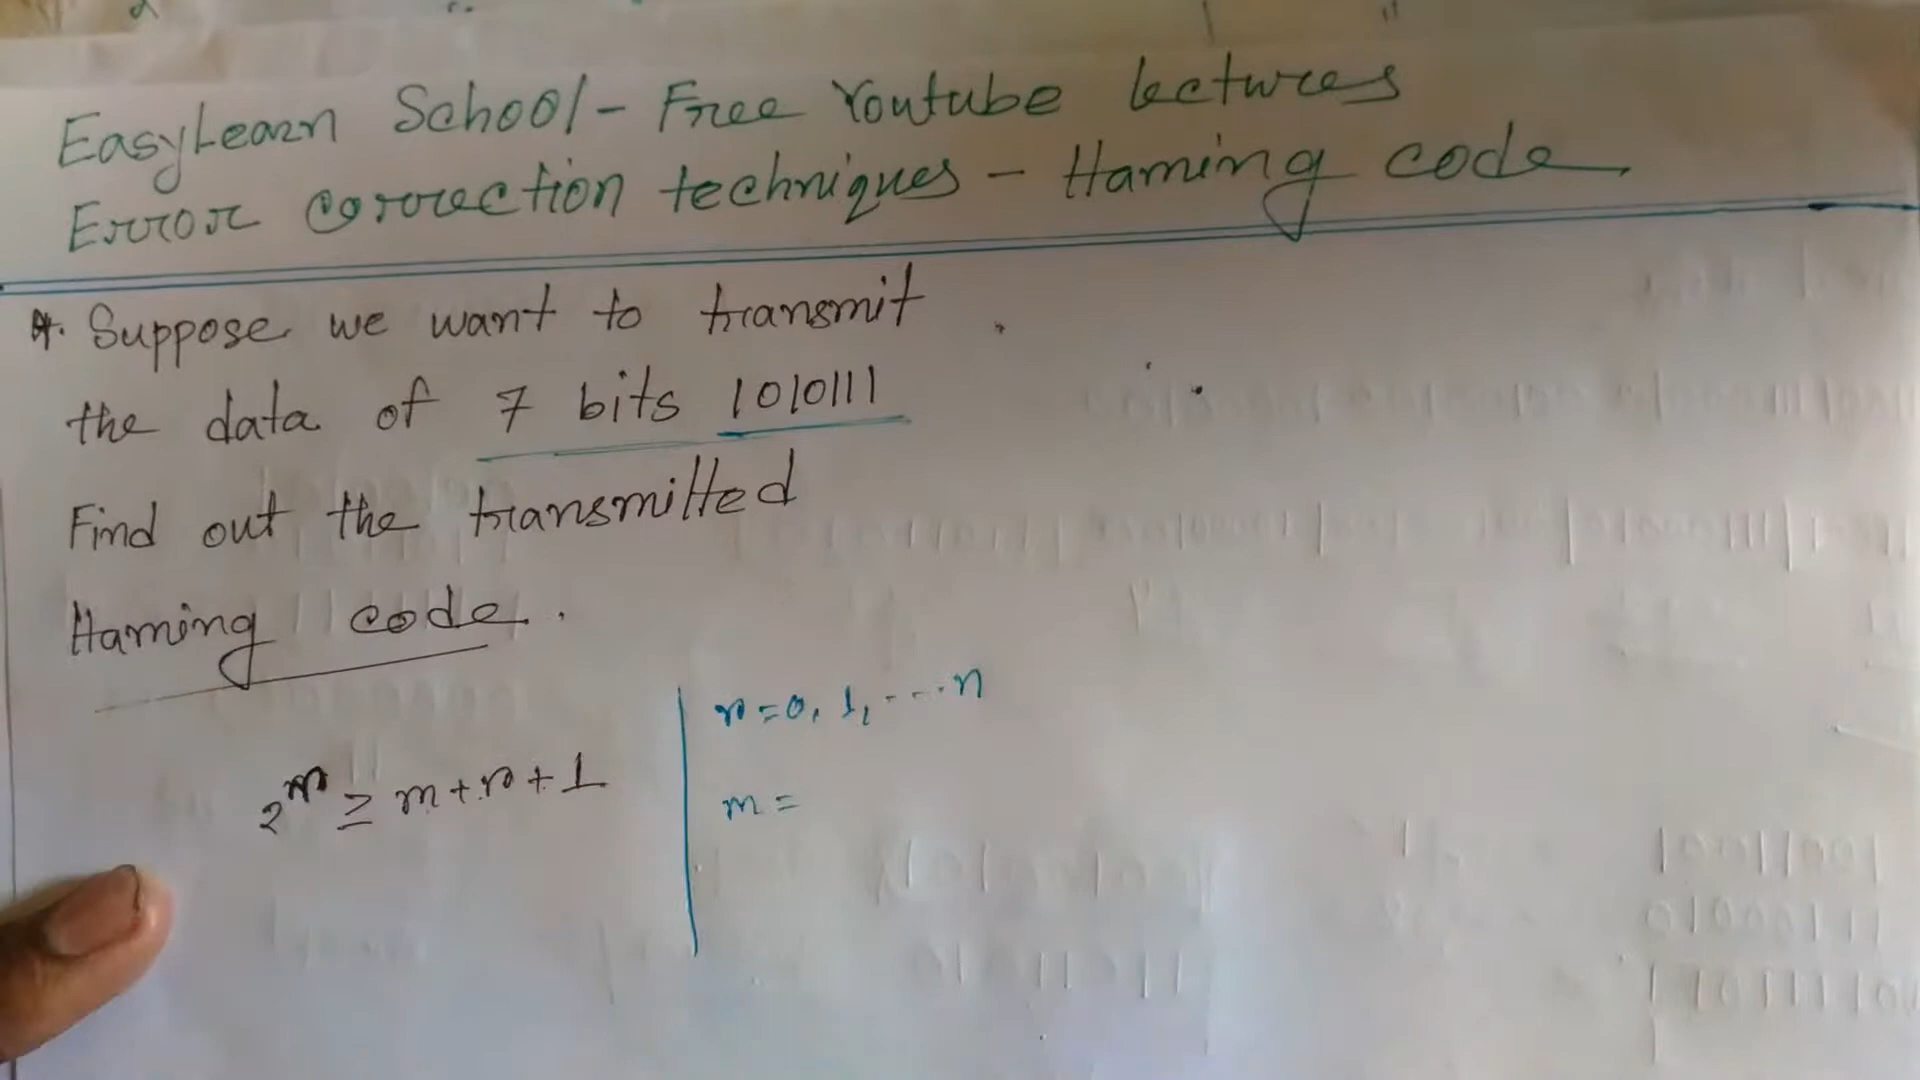 EasyLearn School - Free Youtube lectures
Error correction techniques - Haming code
Suppose we want to transmit
the data of 7 bits 1010111
Find out the transmitted
Haming code.
n = 0, 1, - - - n
2^m ≥ m + n + 1
m =